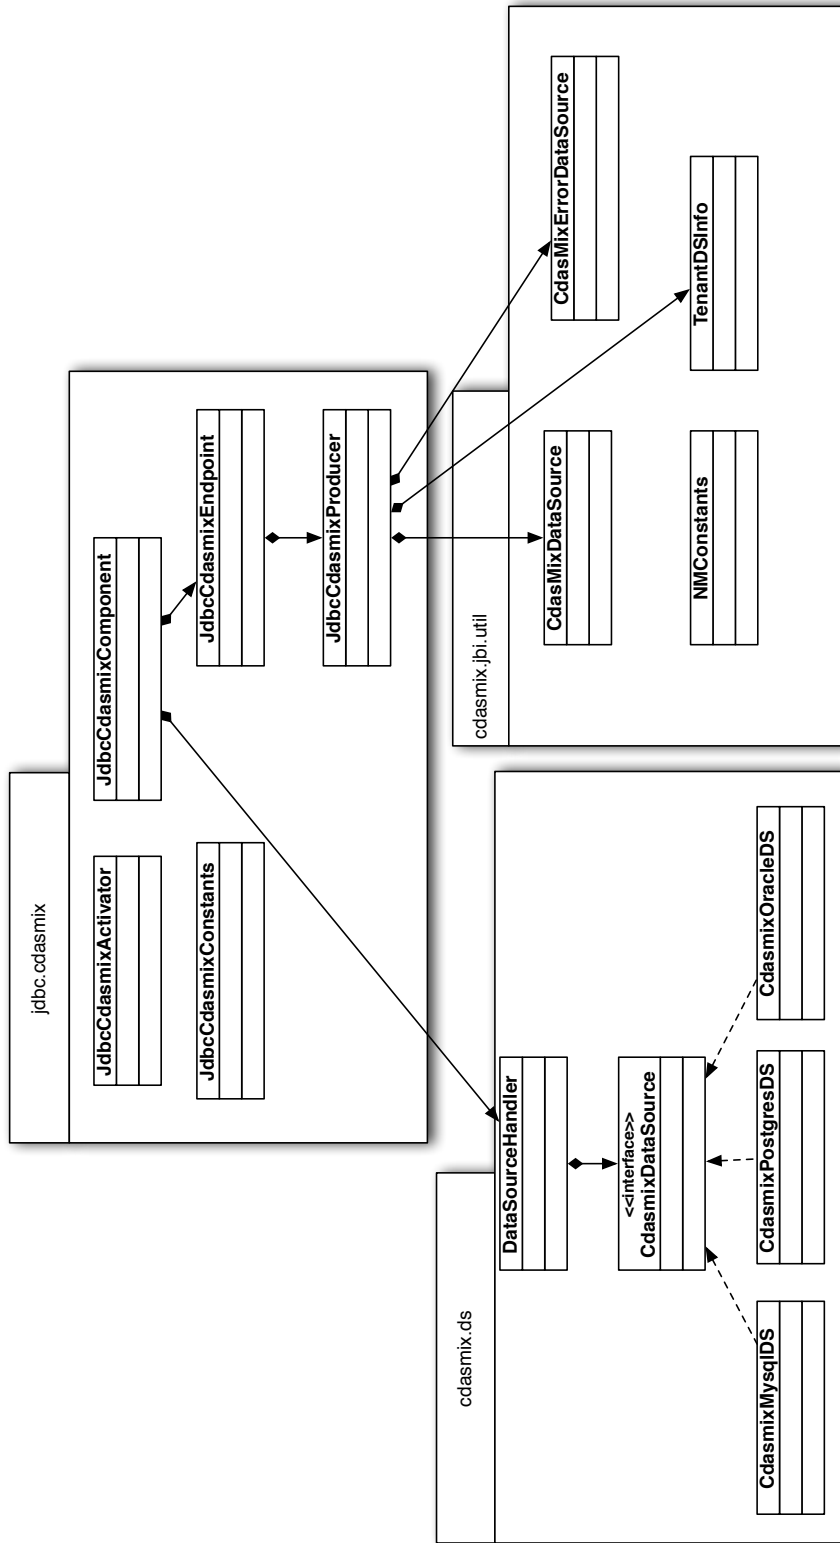 jdbc.cdasmix
JdbcCdasmixActivator
JdbcCdasmixComponent
JdbcCdasmixConstants
JdbcCdasmixEndpoint
JdbcCdasmixProducer
cdasmix.ds
DataSourceHandler
<<interface>>
CdasmixDataSource
CdasmixMysqlDS
CdasmixPostgresDS
CdasmixOracleDS
cdasmix.jbi.util
CdasMixDataSource
CdasMixErrorDataSource
NMConstants
TenantDSInfo